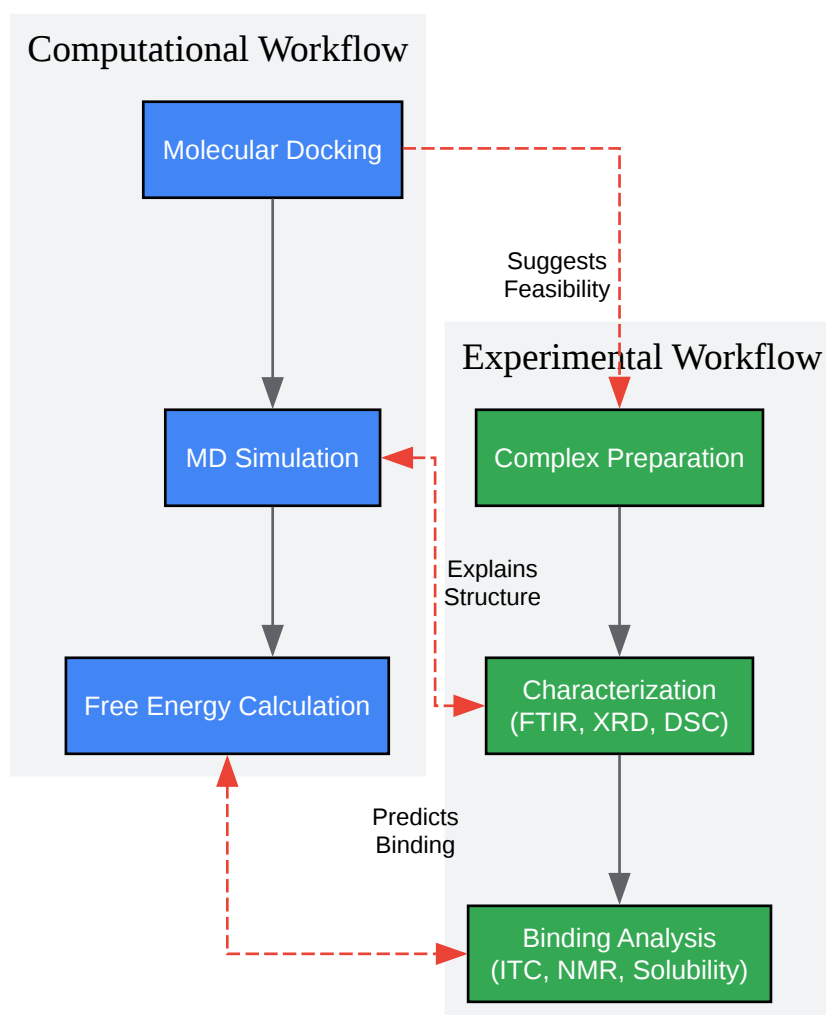 Computational Workflow
Molecular Docking
Suggests
Feasibility
Experimental Workflow
MD Simulation
Complex Preparation
Explains
Structure
Free Energy Calculation
Characterization
(FTIR, XRD, DSC)
Predicts
Binding
Binding Analysis
(ITC, NMR, Solubility)